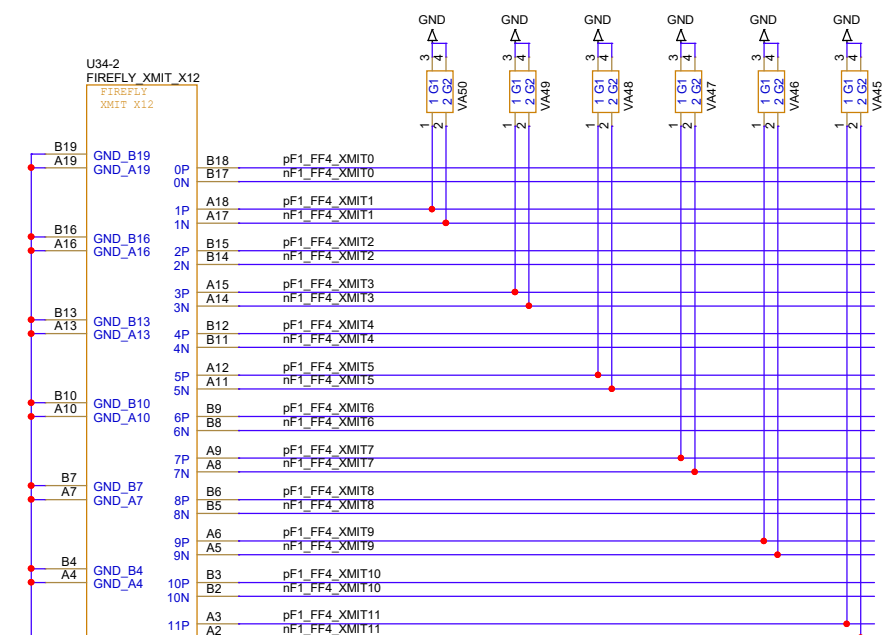 GND GND GND GND GND GND
3 4 3 4 3 4 3 4 3 4 3 4
1 G1 2 G2 1 G1 2 G2 1 G1 2 G2 1 G1 2 G2 1 G1 2 G2 1 G1 2 G2
VA50 VA49 VA48 VA47 VA46 VA45
1 2 1 2 1 2 1 2 1 2 1 2
U34-2
FIREFLY_XMIT_X12
FIREFLY
XMIT X12
B19 GND_B19
A19 GND_A19
0P B18 pF1_FF4_XMIT0
0N B17 nF1_FF4_XMIT0
1P A18 pF1_FF4_XMIT1
1N A17 nF1_FF4_XMIT1
B16 GND_B16
A16 GND_A16
2P B15 pF1_FF4_XMIT2
2N B14 nF1_FF4_XMIT2
3P A15 pF1_FF4_XMIT3
3N A14 nF1_FF4_XMIT3
B13 GND_B13
A13 GND_A13
4P B12 pF1_FF4_XMIT4
4N B11 nF1_FF4_XMIT4
5P A12 pF1_FF4_XMIT5
5N A11 nF1_FF4_XMIT5
B10 GND_B10
A10 GND_A10
6P B9 pF1_FF4_XMIT6
6N B8 nF1_FF4_XMIT6
7P A9 pF1_FF4_XMIT7
7N A8 nF1_FF4_XMIT7
B7 GND_B7
A7 GND_A7
8P B6 pF1_FF4_XMIT8
8N B5 nF1_FF4_XMIT8
9P A6 pF1_FF4_XMIT9
9N A5 nF1_FF4_XMIT9
B4 GND_B4
A4 GND_A4
10P B3 pF1_FF4_XMIT10
10N B2 nF1_FF4_XMIT10
11P A3 pF1_FF4_XMIT11
A2 nF1_FF4_XMIT11